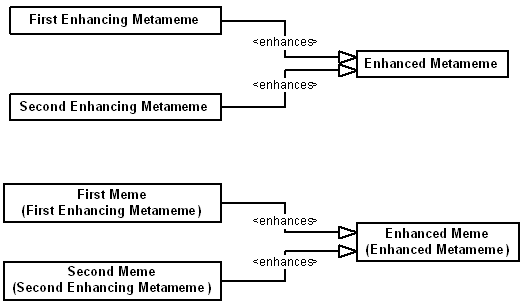 First Enhancing Metameme
<enhances>
Enhanced Metameme
<enhances>
Second Enhancing Metameme
First Meme
(First Enhancing Metameme)
<enhances>
Enhanced Meme
(Enhanced Metameme)
<enhances>
Second Meme
(Second Enhancing Metameme)